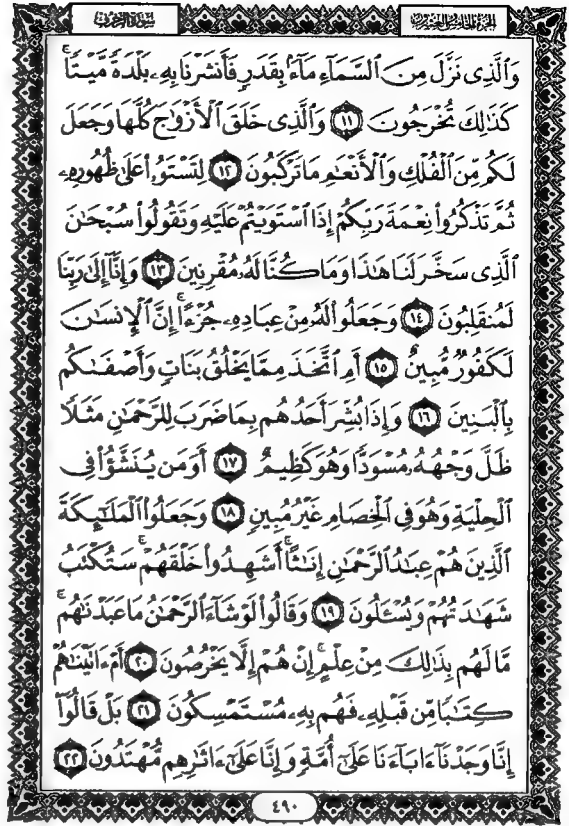 الجزء الخامس والعشرون
سورة الزخرف
وَٱلَّذِى نَزَّلَ مِنَ ٱلسَّمَآءِ مَآءًۢ بِقَدَرٍ فَأَنشَرْنَا بِهِۦ بَلْدَةً مَّيْتًاۚ
كَذَٰلِكَ تُخْرَجُونَ ١١ وَٱلَّذِى خَلَقَ ٱلْأَزْوَٰجَ كُلَّهَا وَجَعَلَ
لَكُم مِّنَ ٱلْفُلْكِ وَٱلْأَنْعَٰمِ مَا تَرْكَبُونَ ١٢ لِتَسْتَوُۥا۟ عَلَىٰ ظُهُورِهِۦ
ثُمَّ تَذْكُرُوا۟ نِعْمَةَ رَبِّكُمْ إِذَا ٱسْتَوَيْتُمْ عَلَيْهِ وَتَقُولُوا۟ سُبْحَٰنَ
ٱلَّذِى سَخَّرَ لَنَا هَٰذَا وَمَا كُنَّا لَهُۥ مُقْرِنِينَ ١٣ وَإِنَّآ إِلَىٰ رَبِّنَا
لَمُنقَلِبُونَ ١٤ وَجَعَلُوا۟ لَهُۥ مِنْ عِبَادِهِۦ جُزْءًاۚ إِنَّ ٱلْإِنسَٰنَ
لَكَفُورٌ مُّبِينٌ ١٥ أَمِ ٱتَّخَذَ مِمَّا يَخْلُقُ بَنَاتٍ وَأَصْفَىٰكُم
بِٱلْبَنِينَ ١٦ وَإِذَا بُشِّرَ أَحَدُهُم بِمَا ضَرَبَ لِلرَّحْمَٰنِ مَثَلًا
ظَلَّ وَجْهُهُۥ مُسْوَدًّا وَهُوَ كَظِيمٌ ١٧ أَوَمَن يُنَشَّؤُا۟ فِى
ٱلْحِلْيَةِ وَهُوَ فِى ٱلْخِصَامِ غَيْرُ مُبِينٍ ١٨ وَجَعَلُوا۟ ٱلْمَلَٰٓئِكَةَ
ٱلَّذِينَ هُمْ عِبَٰدُ ٱلرَّحْمَٰنِ إِنَٰثًاۚ أَشَهِدُوا۟ خَلْقَهُمْۚ سَتُكْتَبُ
شَهَٰدَتُهُمْ وَيُسْـَٔلُونَ ١٩ وَقَالُوا۟ لَوْ شَآءَ ٱلرَّحْمَٰنُ مَا عَبَدْنَٰهُمۗ
مَّا لَهُم بِذَٰلِكَ مِنْ عِلْمٍۖ إِنْ هُمْ إِلَّا يَخْرُصُونَ ٢٠ أَمْ ءَاتَيْنَٰهُمْ
كِتَٰبًا مِّن قَبْلِهِۦ فَهُم بِهِۦ مُسْتَمْسِكُونَ ٢١ بَلْ قَالُوٓا۟
إِنَّا وَجَدْنَآ ءَابَآءَنَا عَلَىٰٓ أُمَّةٍ وَإِنَّا عَلَىٰٓ ءَاثَٰرِهِم مُّهْتَدُونَ ٢٢
٤٩٠